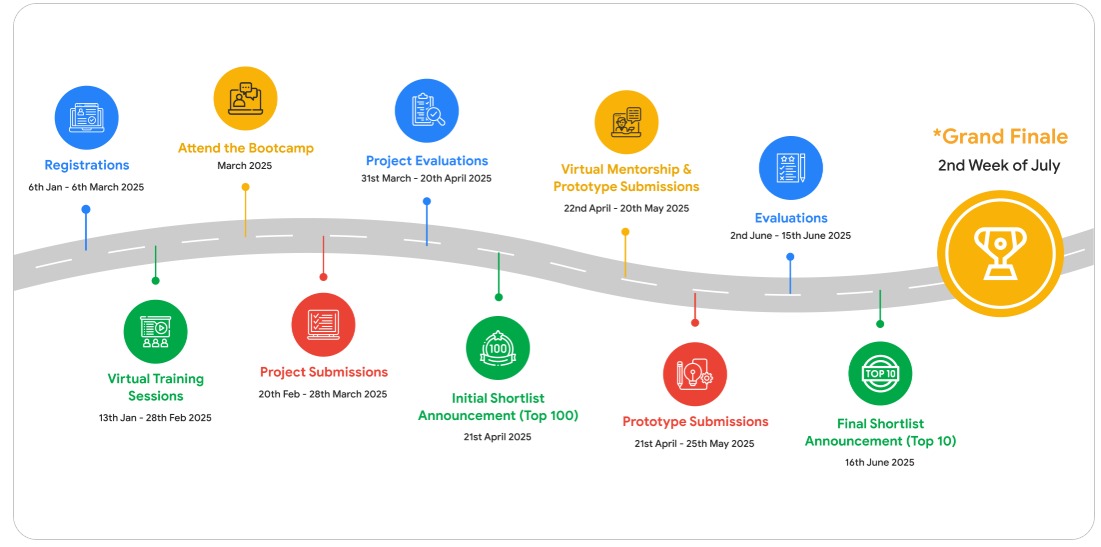 Registrations
6th Jan - 6th March 2025
Virtual Training
Sessions
13th Jan - 28th Feb 2025
Attend the Bootcamp
March 2025
Project Submissions
20th Feb - 28th March 2025
Project Evaluations
31st March - 20th April 2025
100
Initial Shortlist
Announcement (Top 100)
21st April 2025
Virtual Mentorship &
Prototype Submissions
22nd April - 20th May 2025
Prototype Submissions
21st April - 25th May 2025
Evaluations
2nd June - 15th June 2025
TOP 10
Final Shortlist
Announcement (Top 10)
16th June 2025
*Grand Finale
2nd Week of July